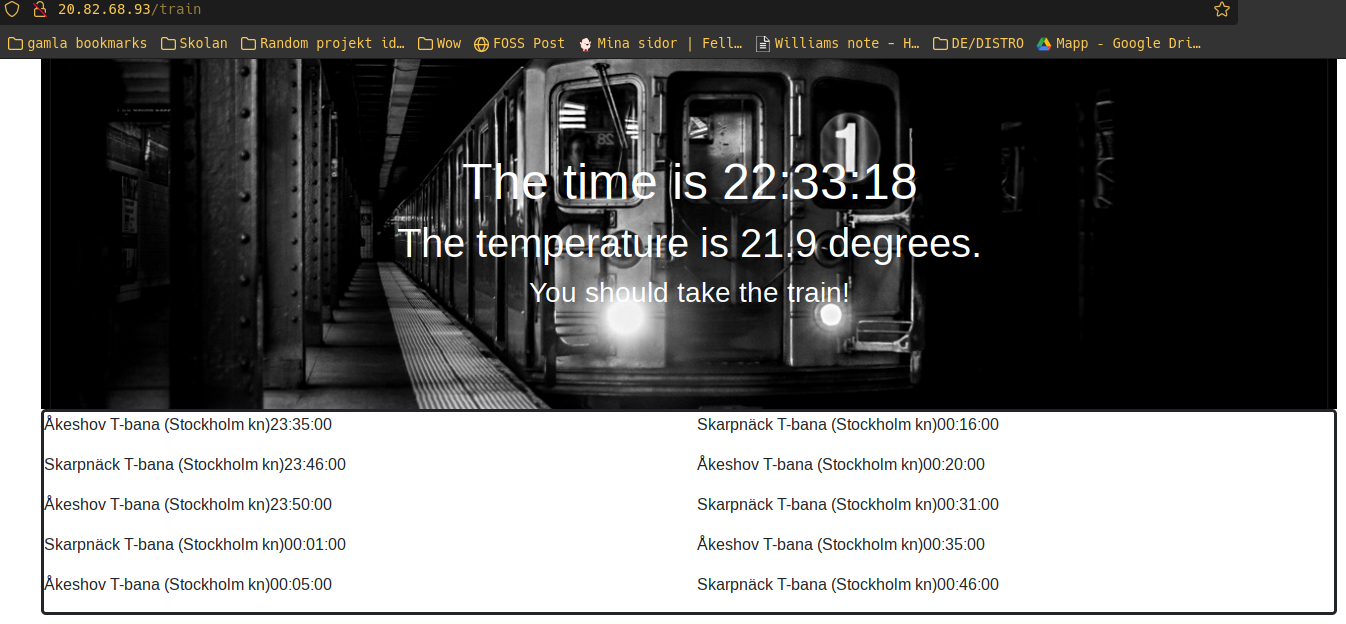 20.82.68.93/train
gamla bookmarks Skolan Random projekt id… Wow FOSS Post Mina sidor | Fell… Williams note – H… DE/DISTRO Mapp - Google Dri…
1
28
The time is 22:33:18
The temperature is 21.9 degrees.
You should take the train!
Åkeshov T-bana (Stockholm kn)23:35:00
Skarpnäck T-bana (Stockholm kn)23:46:00
Åkeshov T-bana (Stockholm kn)23:50:00
Skarpnäck T-bana (Stockholm kn)00:01:00
Åkeshov T-bana (Stockholm kn)00:05:00
Skarpnäck T-bana (Stockholm kn)00:16:00
Åkeshov T-bana (Stockholm kn)00:20:00
Skarpnäck T-bana (Stockholm kn)00:31:00
Åkeshov T-bana (Stockholm kn)00:35:00
Skarpnäck T-bana (Stockholm kn)00:46:00